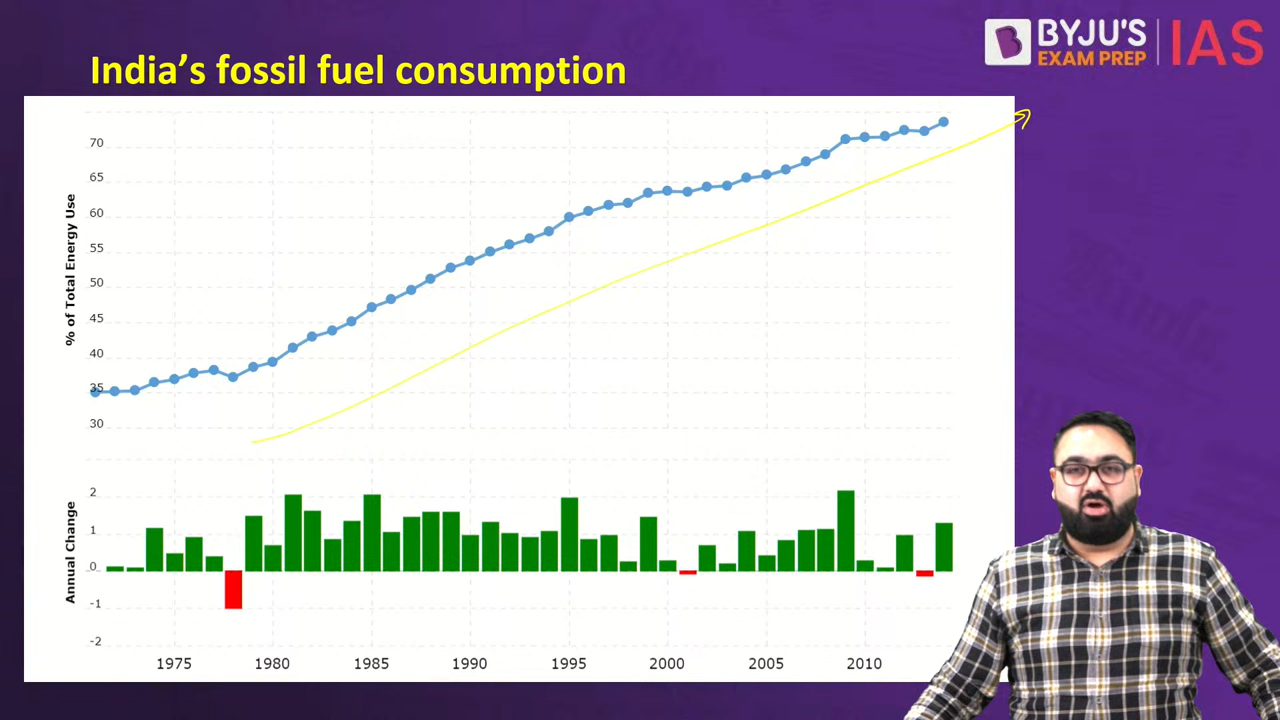 India's fossil fuel consumption
BYJU'S
EXAM PREP
IAS
% of Total Energy Use
70
65
60
55
50
45
40
35
30
Annual Change
2
1
0
-1
-2
1975 1980 1985 1990 1995 2000 2005 2010